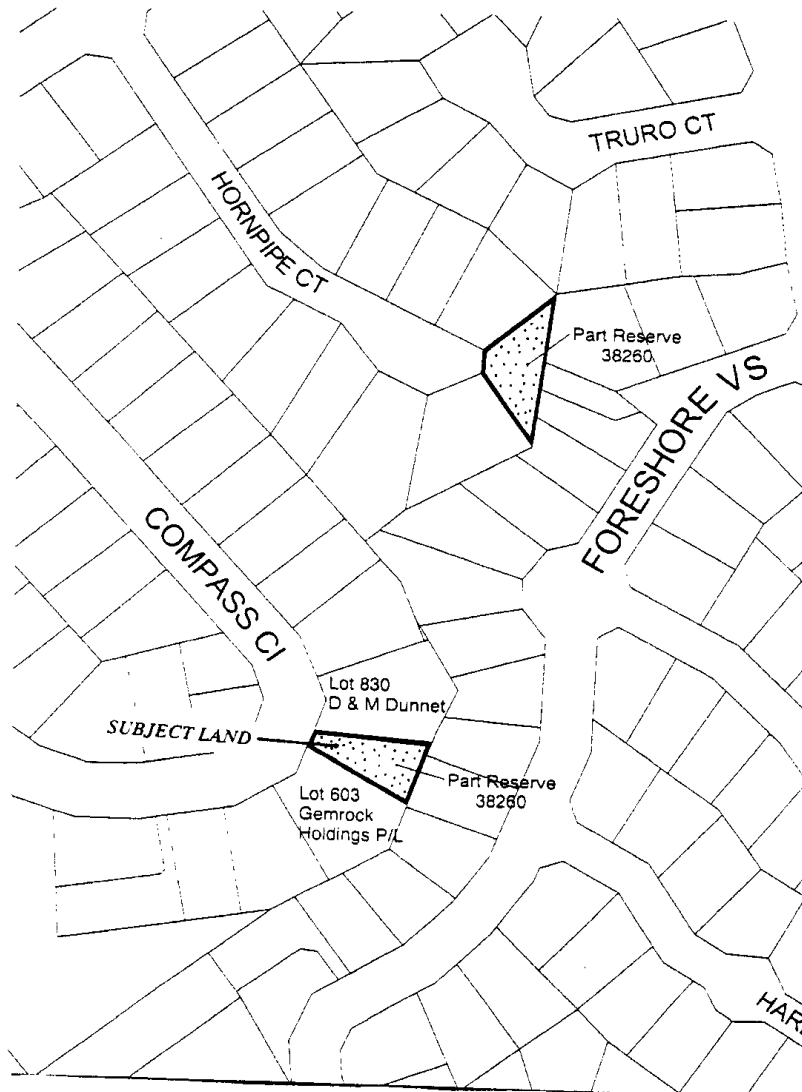 TRURO CT
HORNPIPE CT
Part Reserve
38260
FORESHORE VS
COMPASS CI
Lot 830
D & M Dunnet
SUBJECT LAND
Part Reserve
38260
Lot 603
Gemrock
Holdings P/L